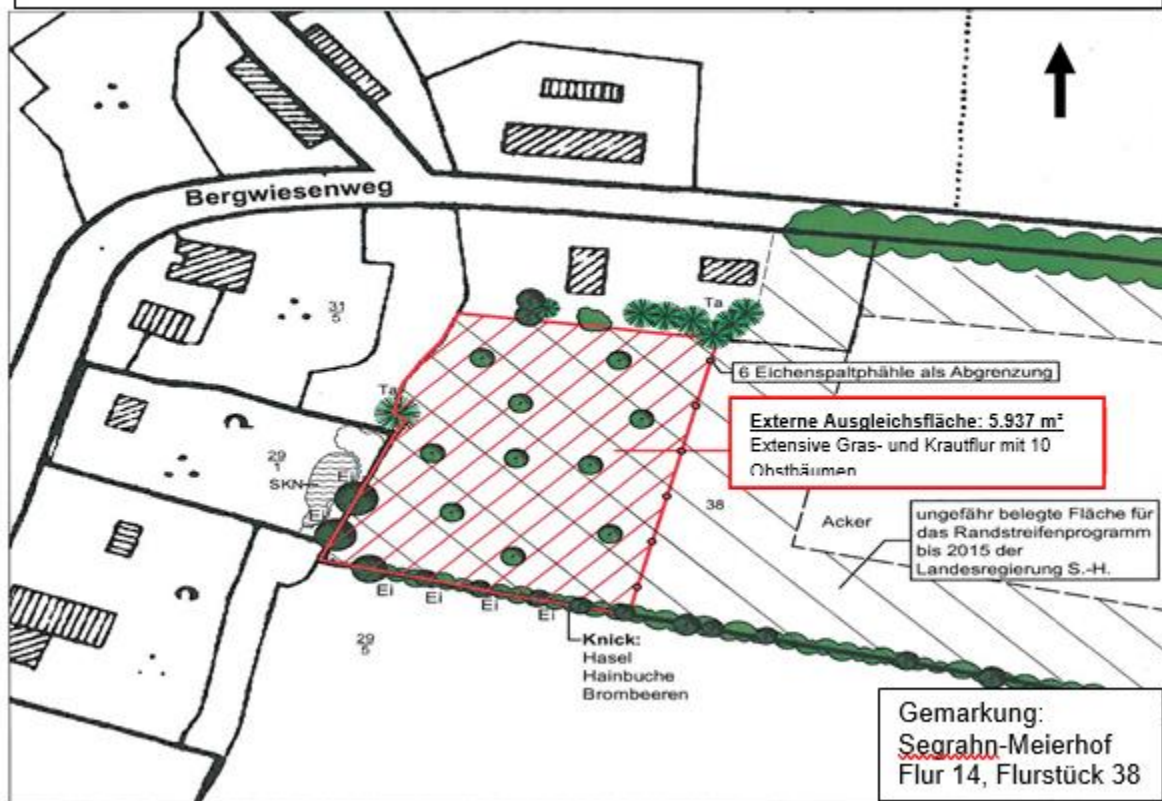 Bergwiesenweg
Ta
31
5
6 Eichenspaltphähle als Abgrenzung
Ta
Externe Ausgleichsfläche: 5.937 m²
Extensive Gras- und Krautflur mit 10
Obstbäumen
29
1
SKN
Ei
Ei
38
Acker
ungefähr belegte Fläche für
das Randstreifenprogramm
bis 2015 der
Landesregierung S.-H.
Ei
Ei
Ei
Ei
29
5
Knick:
Hasel
Hainbuche
Brombeeren
Gemarkung:
Segrahn-Meierhof
Flur 14, Flurstück 38